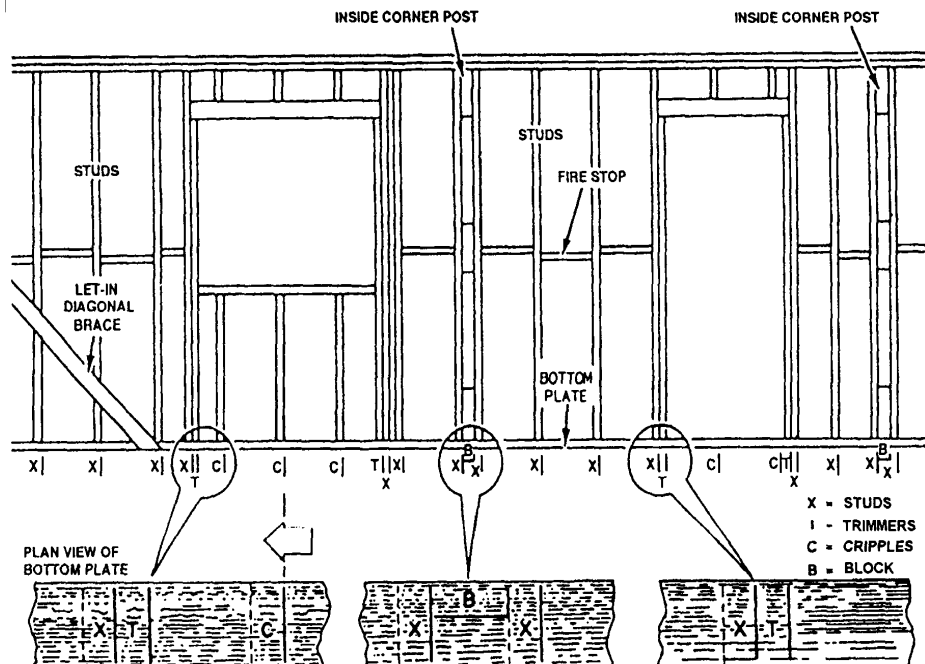 INSIDE CORNER POST
INSIDE CORNER POST
STUDS
STUDS
FIRE STOP
LET-IN
DIAGONAL
BRACE
BOTTOM
PLATE
X| X| X| X|| C| C| C| T||X| X|B X| X| X| X|| C| C|T|| X| X|B X|
T X T X
X = STUDS
I - TRIMMERS
C = CRIPPLES
B = BLOCK
PLAN VIEW OF
BOTTOM PLATE
X T C
B
X X
X T